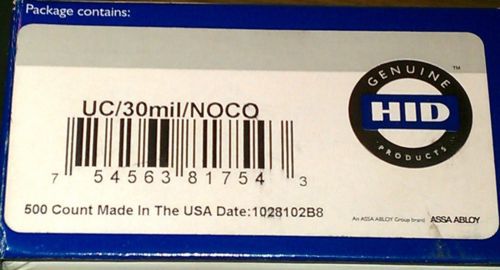 Package contains:
UC/30mil/NOCO
7 54563 81754 3
500 Count Made In The USA Date:1028102B8
GENUINE
HID
PRODUCTS
™
An ASSA ABLOY Group brand
ASSA ABLOY